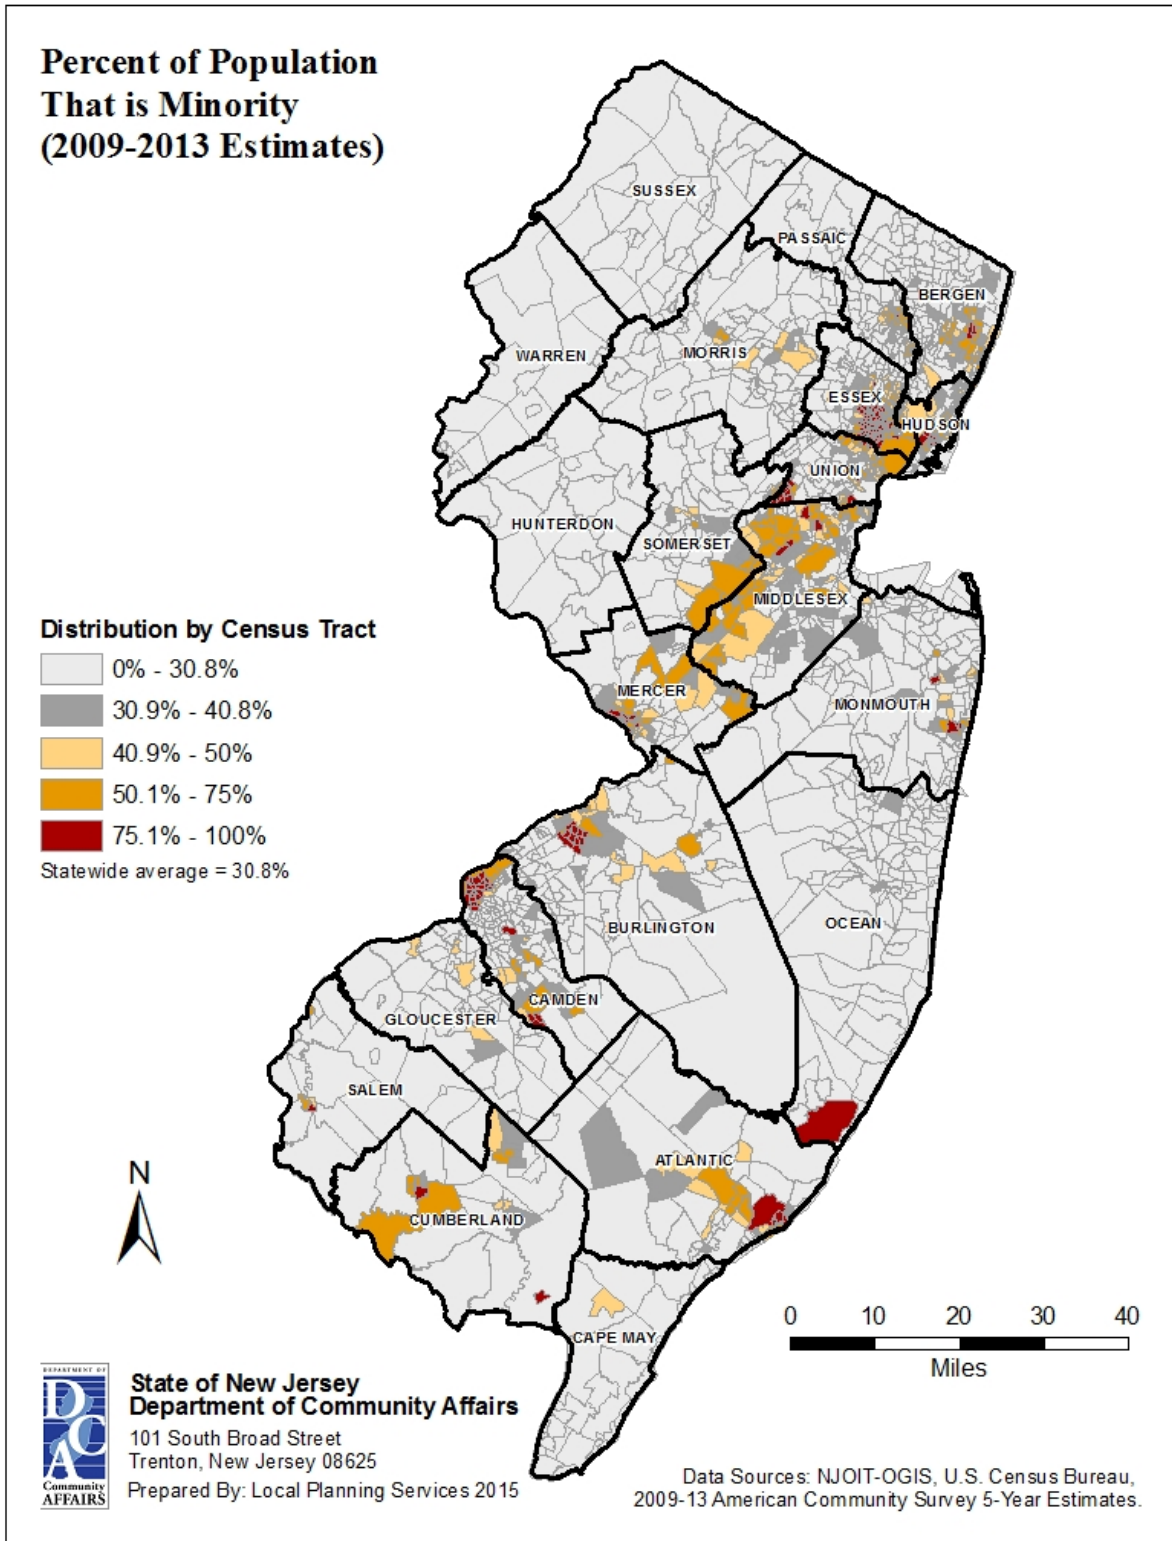 Percent of Population
That is Minority
(2009-2013 Estimates)
SUSSEX
PASSAIC
BERGEN
WARREN
MORRIS
ESSEX
HUDSON
UNION
HUNTERDON
SOMERSET
MIDDLESEX
MERCER
MONMOUTH
Distribution by Census Tract
0% - 30.8%
30.9% - 40.8%
40.9% - 50%
50.1% - 75%
75.1% - 100%
Statewide average = 30.8%
OCEAN
BURLINGTON
CAMDEN
GLOUCESTER
SALEM
ATLANTIC
CUMBERLAND
CAPE MAY
N
0 10 20 30 40
Miles
DEPARTMENT OF
DCA
Community
AFFAIRS
State of New Jersey
Department of Community Affairs
101 South Broad Street
Trenton, New Jersey 08625
Prepared By: Local Planning Services 2015
Data Sources: NJOIT-OGIS, U.S. Census Bureau,
2009-13 American Community Survey 5-Year Estimates.